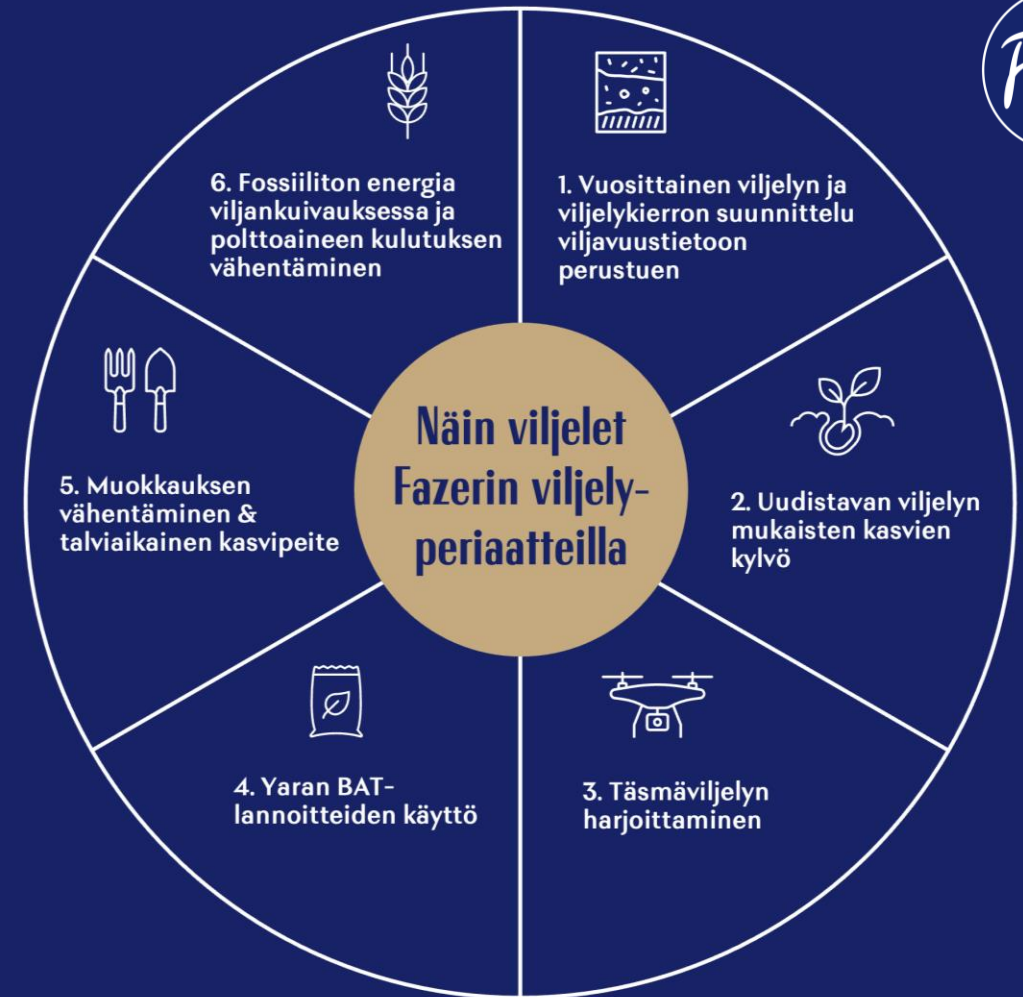 Näin viljelet
Fazerin viljely-
periaatteilla
1. Vuosittainen viljelyn ja
viljelykierron suunnittelu
viljavuustietoon
perustuen
2. Uudistavan viljelyn
mukaisten kasvien
kylvö
3. Täsmäviljelyn
harjoittaminen
4. Yaran BAT-
lannoitteiden käyttö
5. Muokkauksen
vähentäminen &
talviaikainen kasvipeite
6. Fossiiliton energia
viljankuivauksessa ja
polttoaineen kulutuksen
vähentäminen